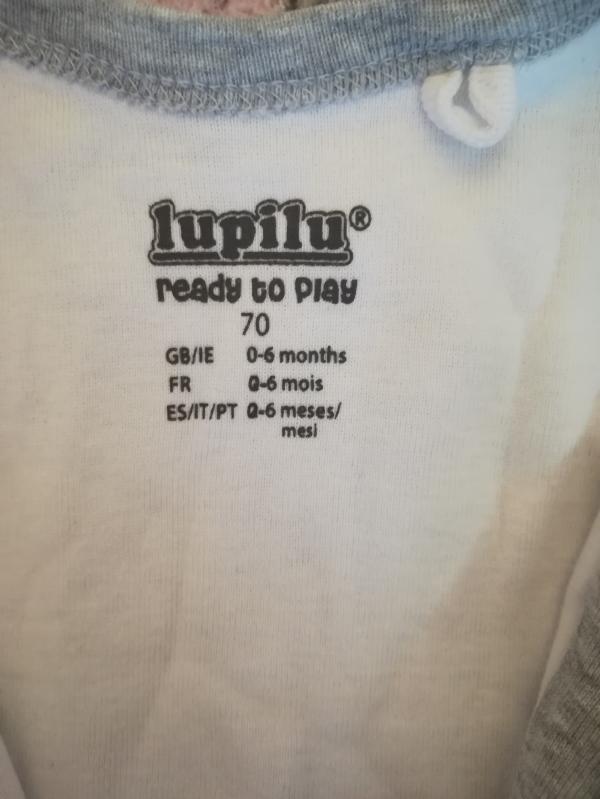 lupilu®
ready to play
70
GB/IE 0-6 months
FR 0-6 mois
ES/IT/PT 0-6 meses/
mesi